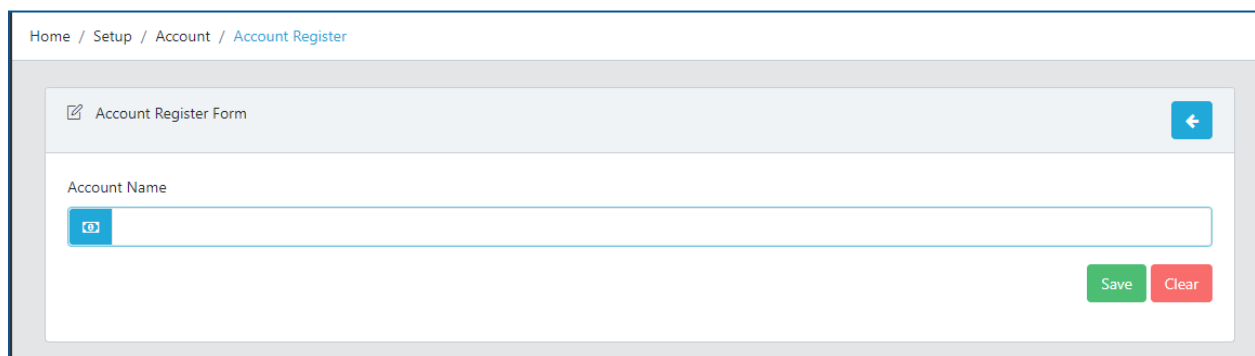 Home / Setup / Account / Account Register
Account Register Form
Account Name
Save Clear